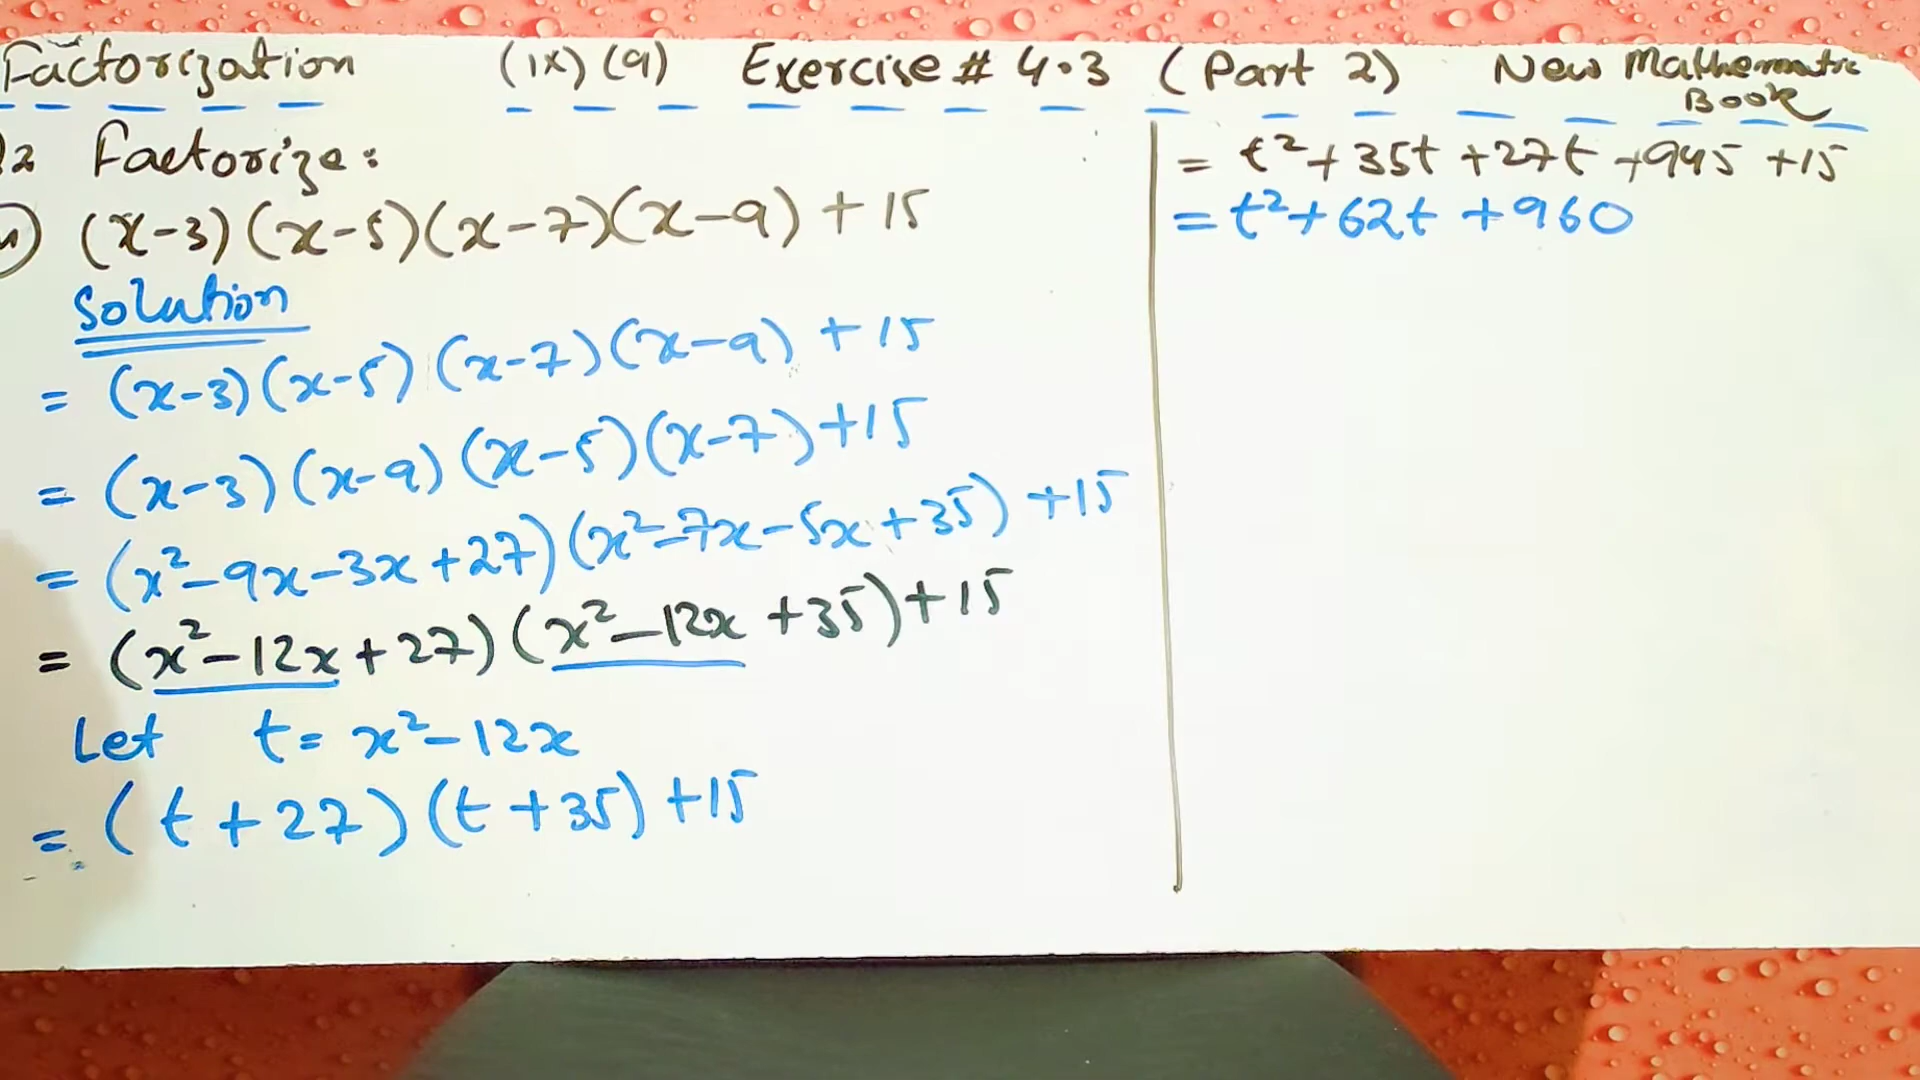 Factorization (ix) (9) Exercise # 4.3 (Part 2) New Mathematic Book
2 Factorize:
(x-3)(x-5)(x-7)(x-9) + 15
Solution
= (x-3)(x-5)(x-7)(x-9) + 15
= (x-3)(x-9)(x-5)(x-7)+15
= (x²-9x-3x+27)(x²-7x-5x+35)+15
= (x²-12x+27)(x²-12x+35)+15
Let t= x²-12x
= (t+27)(t+35)+15
= t²+35t+27t+945+15
= t²+62t+960